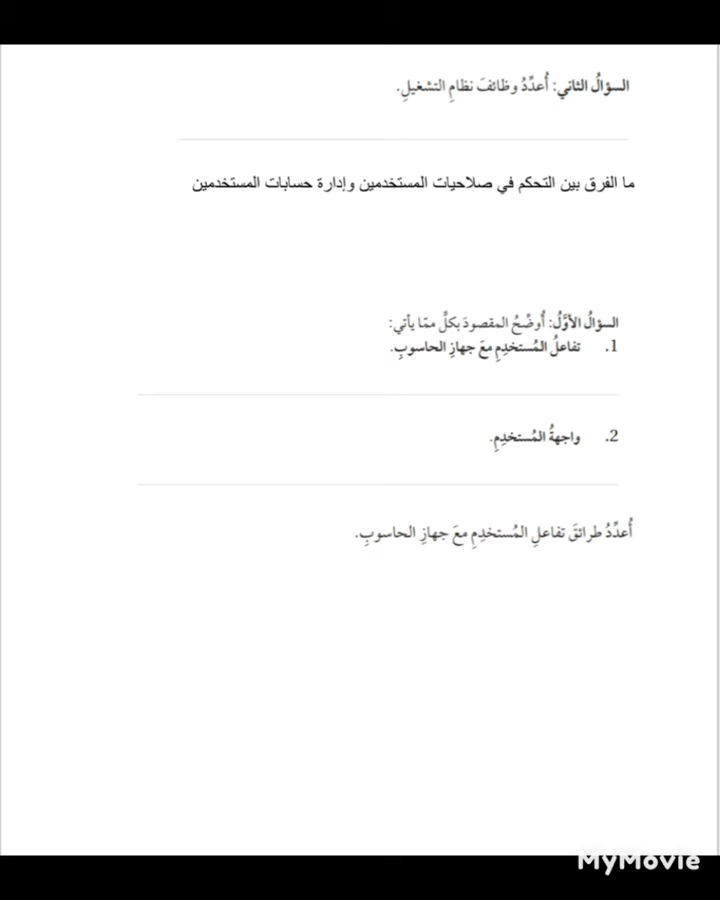 السؤالُ الثاني: أُعدِّدُ وظائفَ نظامِ التشغيلِ.
ما الفرق بين التحكم في صلاحيات المستخدمين وإدارة حسابات المستخدمين
السؤالُ الأوَّلُ: أُوضِّحُ المقصودَ بكلٍّ ممّا يأتي:
1. تفاعلُ المُستخدِمِ معَ جهازِ الحاسوبِ.
2. واجهةُ المُستخدِمِ.
أُعدِّدُ طرائقَ تفاعلِ المُستخدِمِ معَ جهازِ الحاسوبِ.
MyMovie